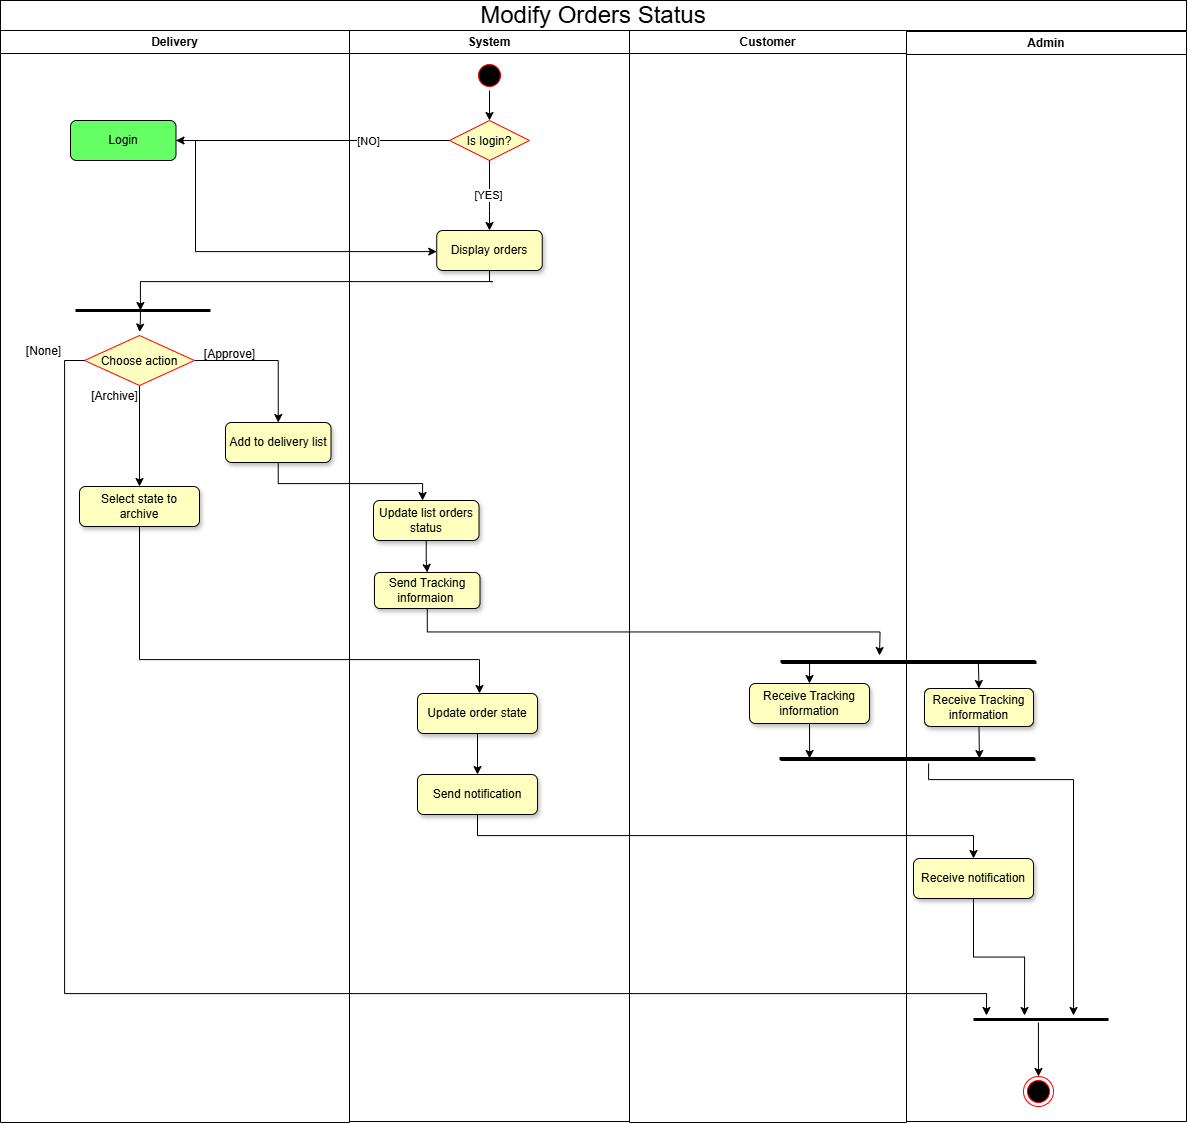 Modify Orders Status
Delivery
System
Customer
Admin
Login
[NO]
Is login?
[YES]
Display orders
[None]
Choose action
[Approve]
[Archive]
Add to delivery list
Select state to
archive
Update list orders
status
Send Tracking
informaion
Receive Tracking
information
Receive Tracking
information
Update order state
Send notification
Receive notification